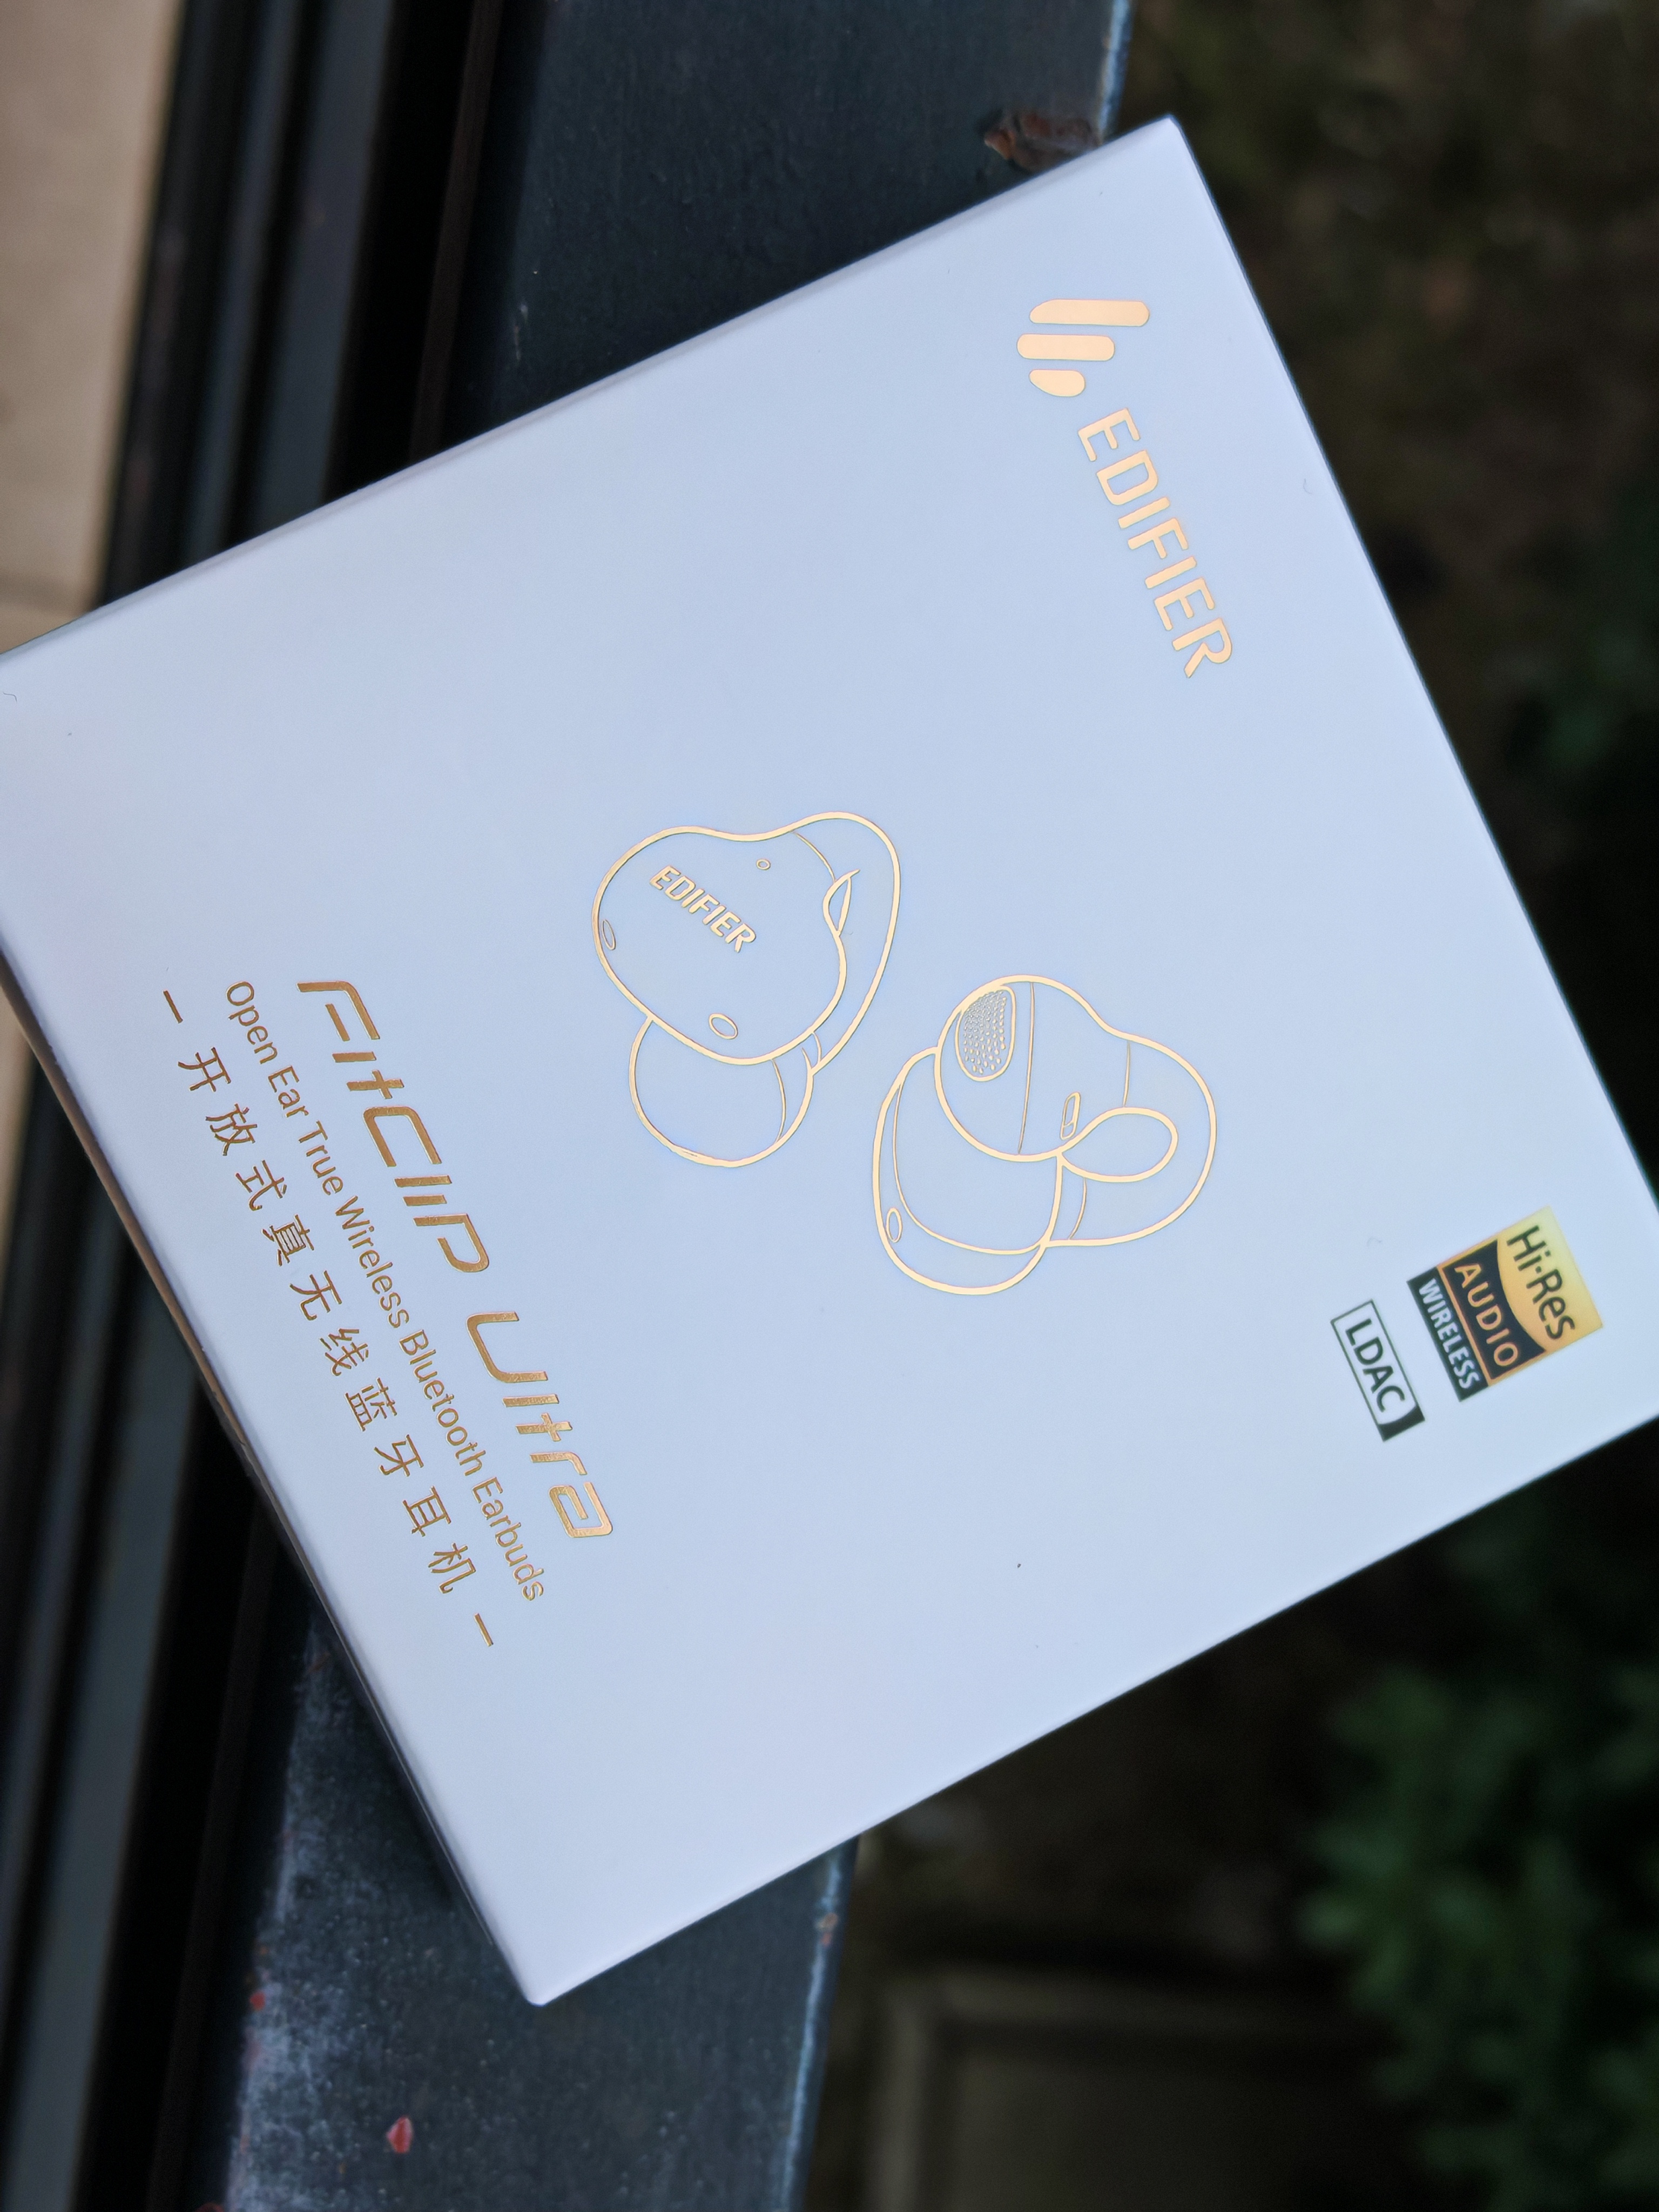 EDIFIER
Hi-Res
AUDIO
WIRELESS
LDAC
EDIFIER
FitClip Ultra
Open Ear True Wireless Bluetooth Earbuds
— 开放式真无线蓝牙耳机 —